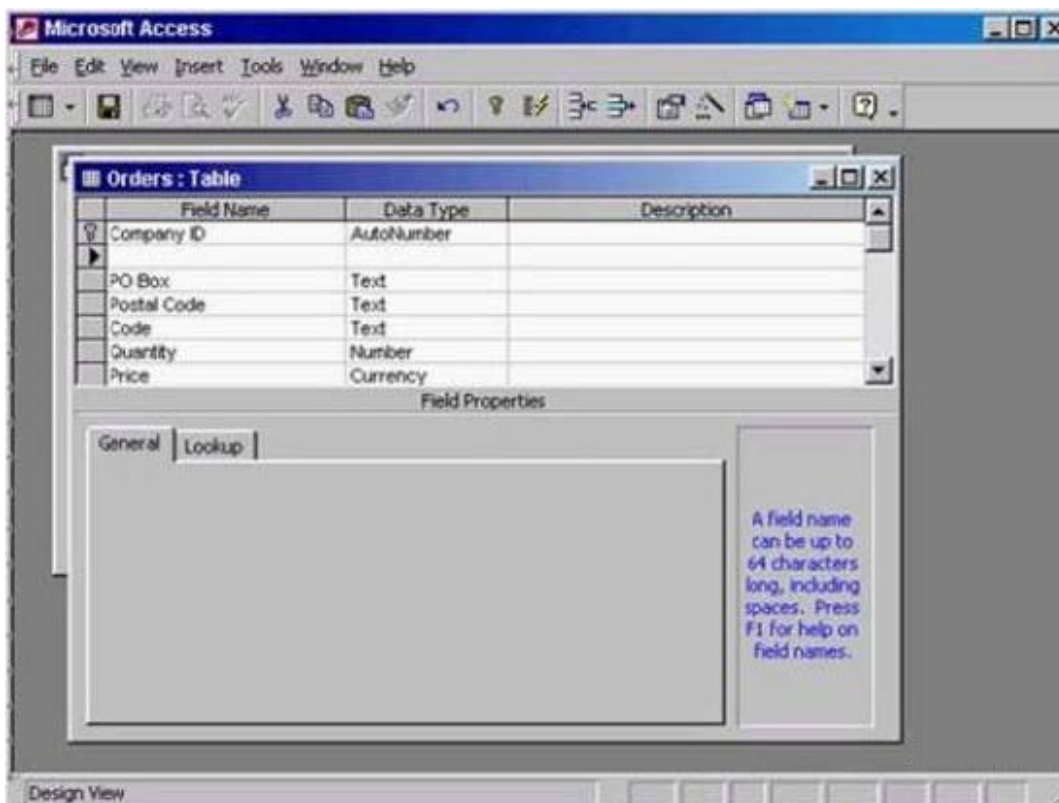 Microsoft Access
File Edit View Insert Tools Window Help
Orders : Table
Field Name Data Type Description
Company ID AutoNumber
PO Box Text
Postal Code Text
Code Text
Quantity Number
Price Currency
Field Properties
General Lookup
A field name
can be up to
64 characters
long, including
spaces. Press
F1 for help on
field names.
Design View